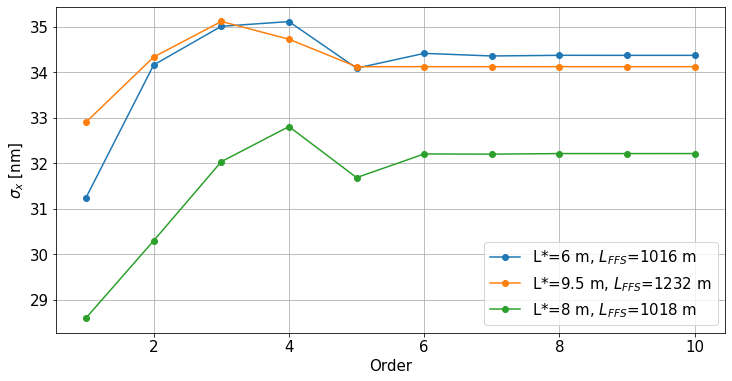 35
34
33
32
31
30
29
σx [nm]
2
4
6
8
10
Order
L*=6 m, LFFS=1016 m
L*=9.5 m, LFFS=1232 m
L*=8 m, LFFS=1018 m